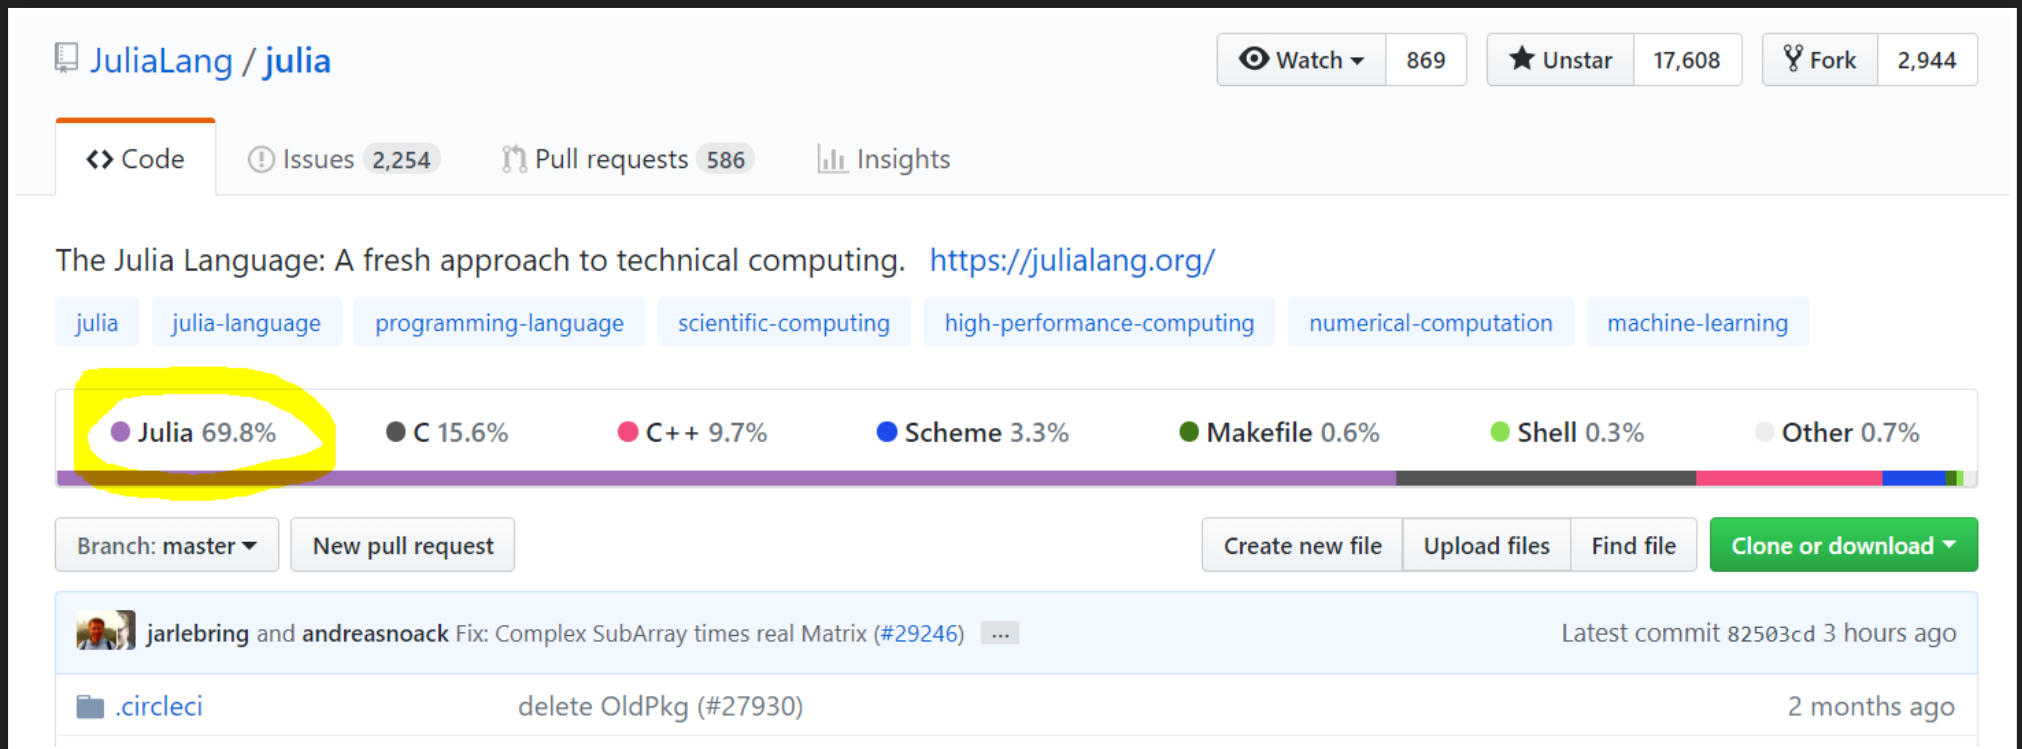 JuliaLang / julia
Watch 869 Unstar 17,608 Fork 2,944
Code Issues 2,254 Pull requests 586 Insights
The Julia Language: A fresh approach to technical computing. https://julialang.org/
julia julia-language programming-language scientific-computing high-performance-computing numerical-computation machine-learning
Julia 69.8% C 15.6% C++ 9.7% Scheme 3.3% Makefile 0.6% Shell 0.3% Other 0.7%
Branch: master New pull request Create new file Upload files Find file Clone or download
jarlebring and andreasnoack Fix: Complex SubArray times real Matrix (#29246) ... Latest commit 82503cd 3 hours ago
.circleci delete OldPkg (#27930) 2 months ago